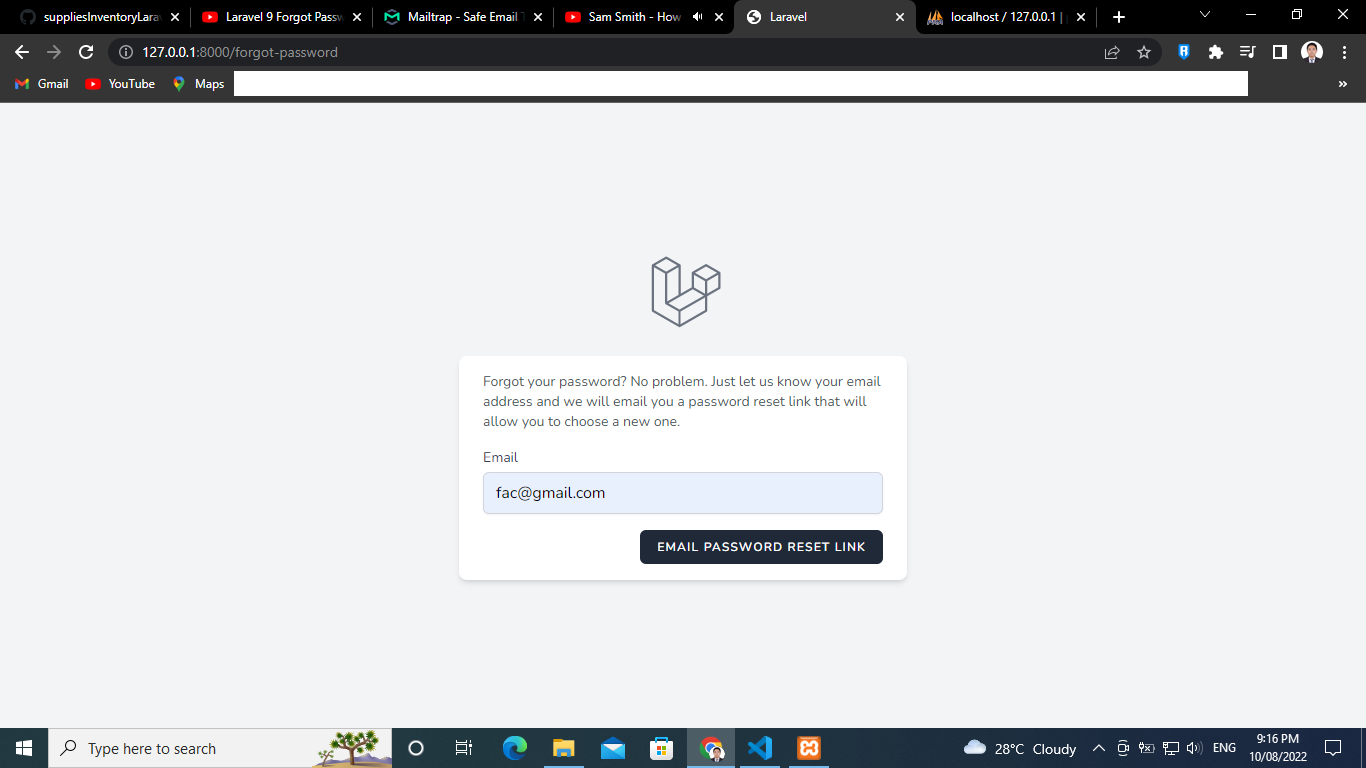 suppliesInventoryLarav
Laravel 9 Forgot Passw
Mailtrap - Safe Email T
Sam Smith - How
Laravel
localhost / 127.0.0.1 | p
127.0.0.1:8000/forgot-password
Gmail
YouTube
Maps
»
Forgot your password? No problem. Just let us know your email
address and we will email you a password reset link that will
allow you to choose a new one.
Email
fac@gmail.com
EMAIL PASSWORD RESET LINK
Type here to search
28°C Cloudy
ENG
9:16 PM
10/08/2022